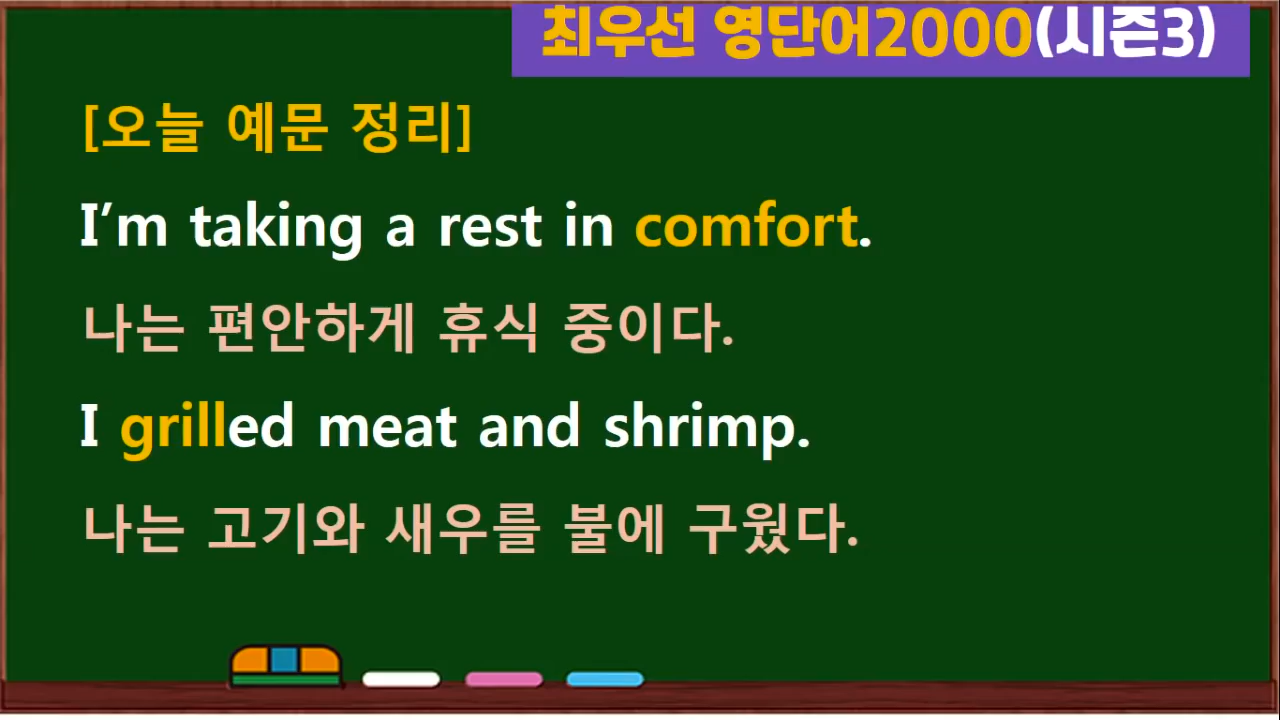 최우선 영단어2000(시즌3)
[오늘 예문 정리]
I’m taking a rest in comfort.
나는 편안하게 휴식 중이다.
I grilled meat and shrimp.
나는 고기와 새우를 불에 구웠다.